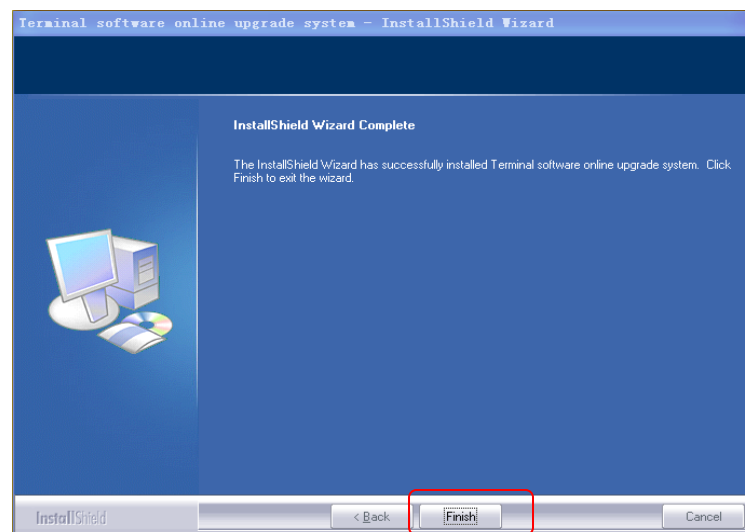 Terminal software online upgrade system - InstallShield Wizard
InstallShield Wizard Complete
The InstallShield Wizard has successfully installed Terminal software online upgrade system. Click
Finish to exit the wizard.
InstallShield
< Back
Finish
Cancel